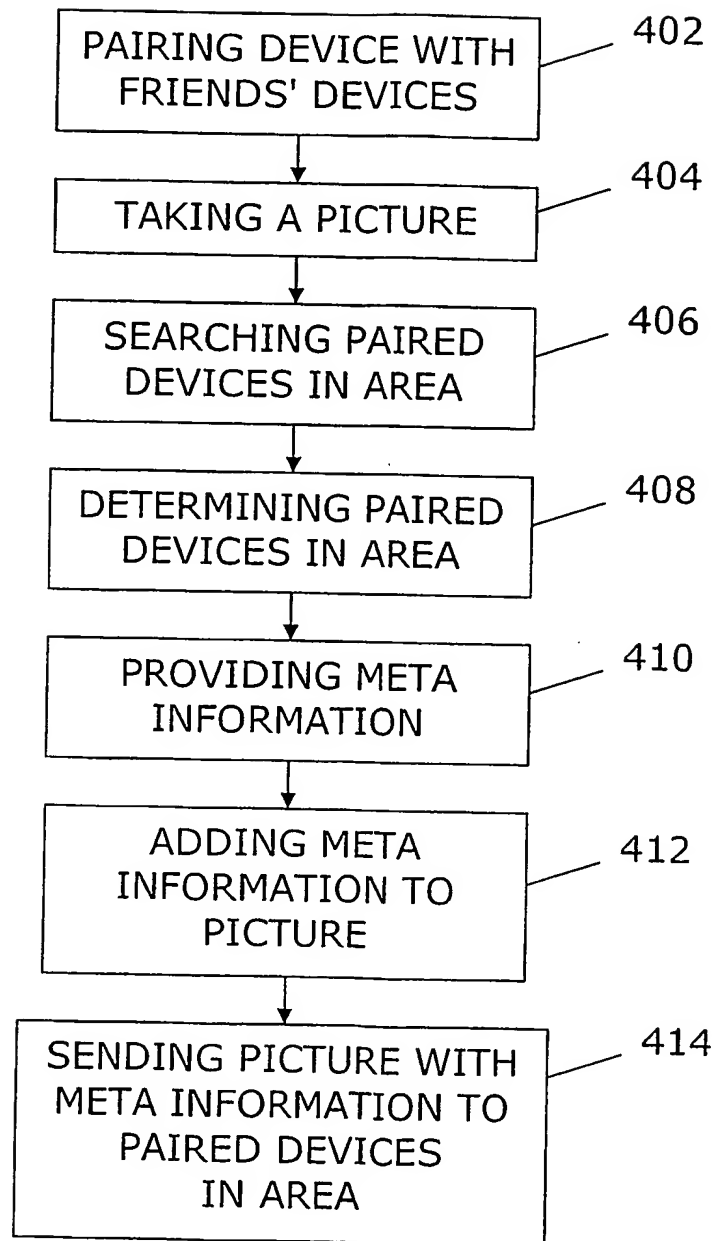 PAIRING DEVICE WITH
FRIENDS' DEVICES
402
TAKING A PICTURE
404
SEARCHING PAIRED
DEVICES IN AREA
406
DETERMINING PAIRED
DEVICES IN AREA
408
PROVIDING META
INFORMATION
410
ADDING META
INFORMATION TO
PICTURE
412
SENDING PICTURE WITH
META INFORMATION TO
PAIRED DEVICES
IN AREA
414